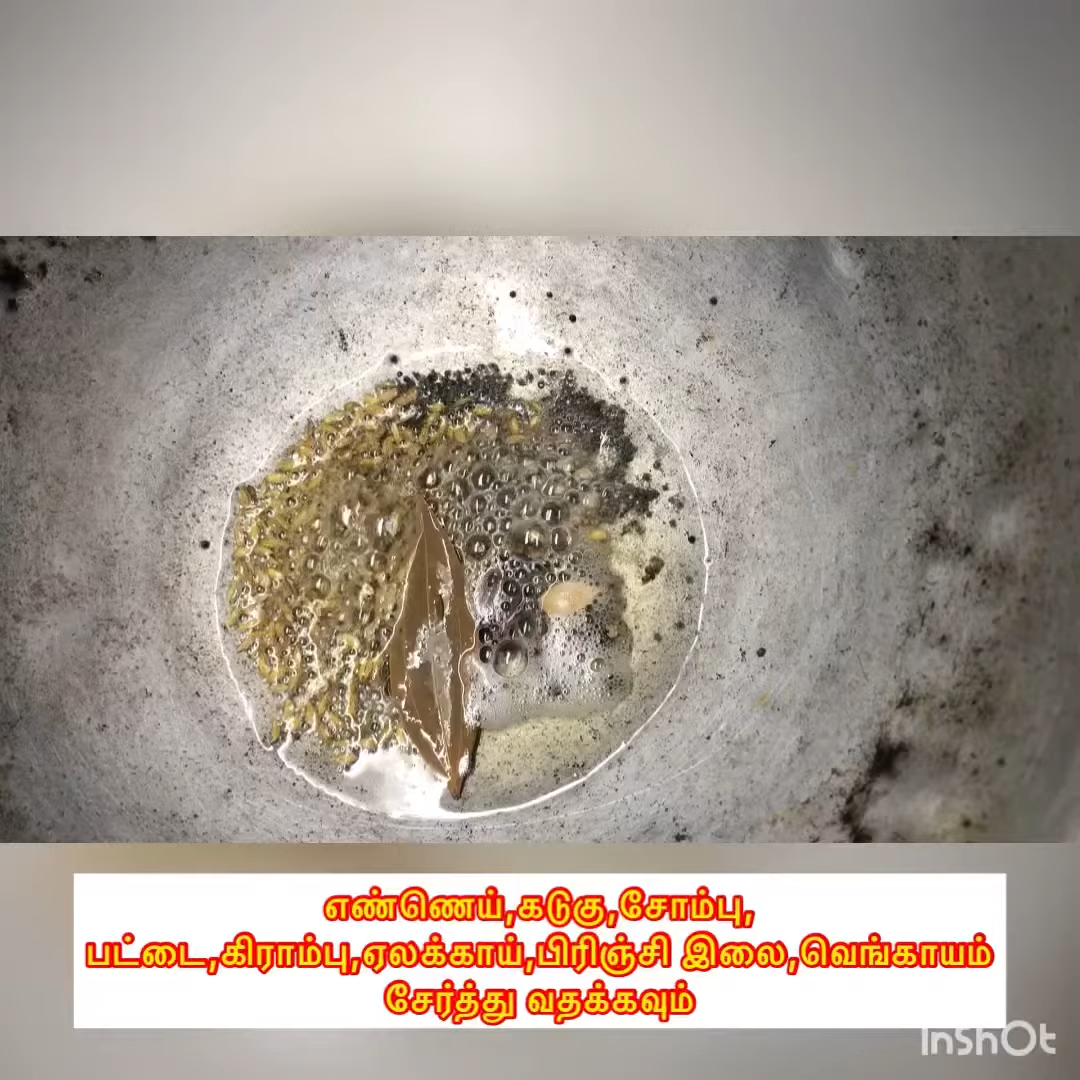 எண்ணெய்,கடுகு,சோம்பு,
பட்டை,கிராம்பு,ஏலக்காய்,பிரிஞ்சி இலை,வெங்காயம்
சேர்த்து வதக்கவும்
InShOt